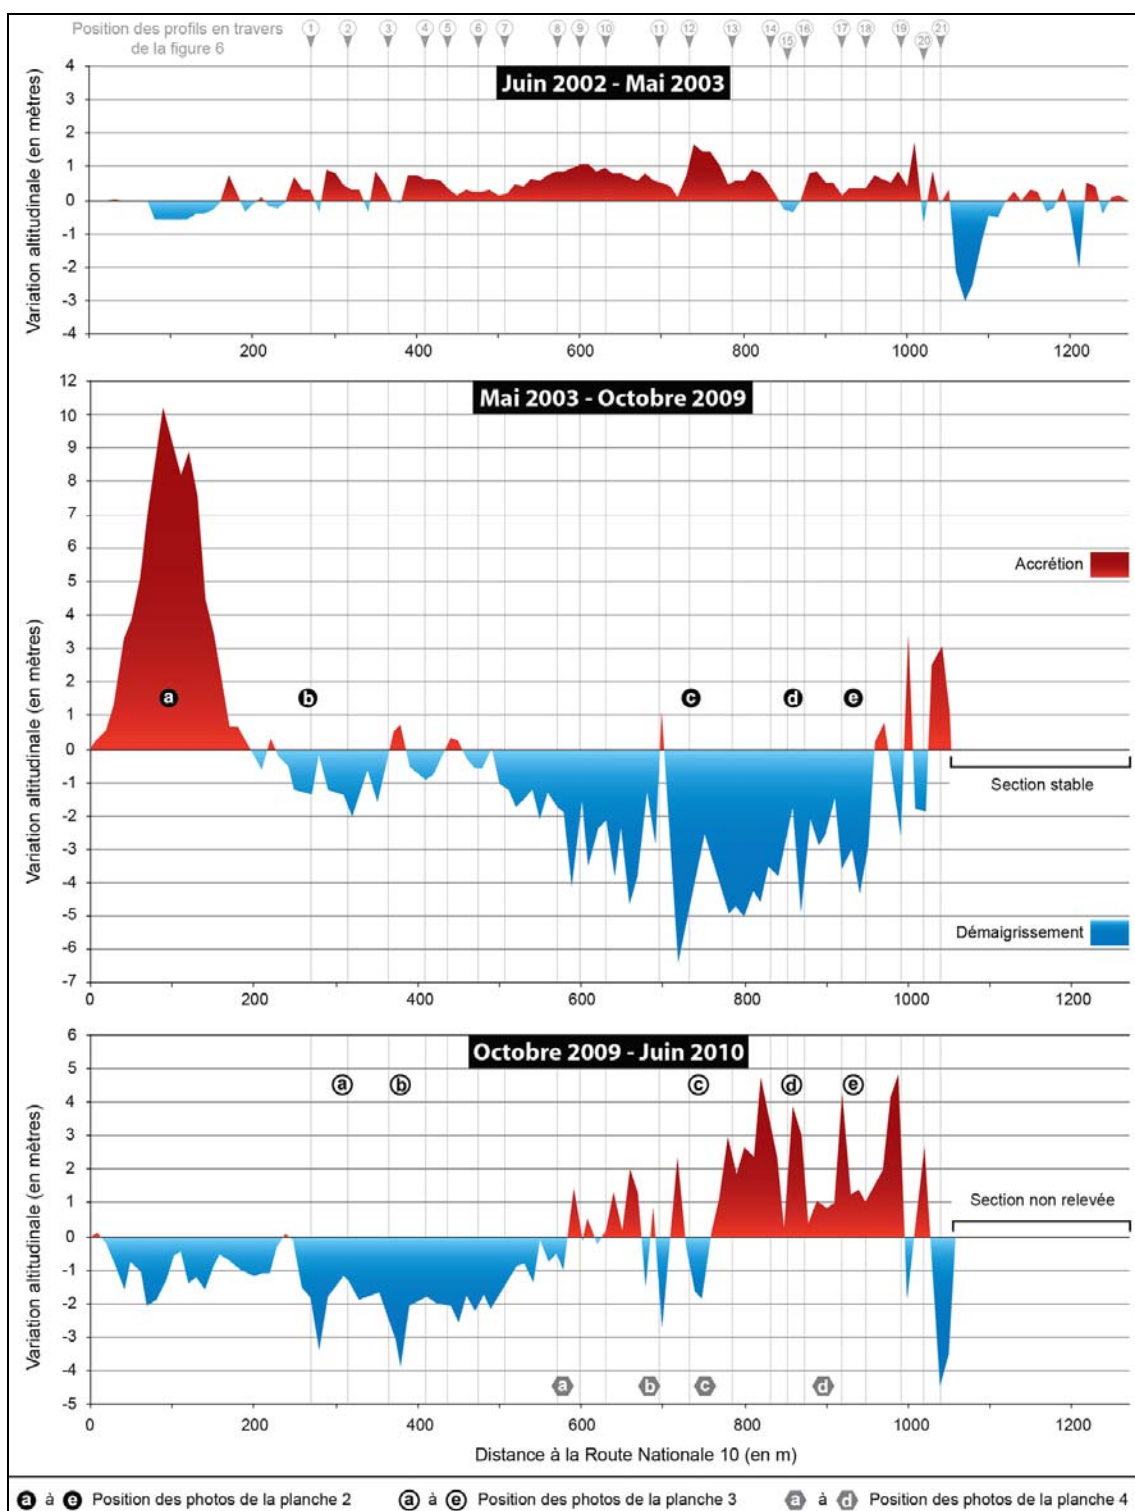 Position des profils en travers
de la figure 6
1 2 3 4 5 6 7 8 9 10 11 12 13 14 15 16 17 18 19 20 21
Juin 2002 - Mai 2003
Variation altitudinale (en mètres)
4
3
2
1
0
-1
-2
-3
-4
200 400 600 800 1000 1200
Mai 2003 - Octobre 2009
Variation altitudinale (en mètres)
12
11
10
9
8
7
6
5
4
3
2
1
0
-1
-2
-3
-4
-5
-6
-7
Accrétion
a b c d e
Section stable
Démaigrissement
0 200 400 600 800 1000 1200
Octobre 2009 - Juin 2010
Variation altitudinale (en mètres)
6
5
4
3
2
1
0
-1
-2
-3
-4
-5
a b c d e
Section non relevée
a b c d
0 200 400 600 800 1000 1200
Distance à la Route Nationale 10 (en m)
a à e Position des photos de la planche 2 a à e Position des photos de la planche 3 a à d Position des photos de la planche 4